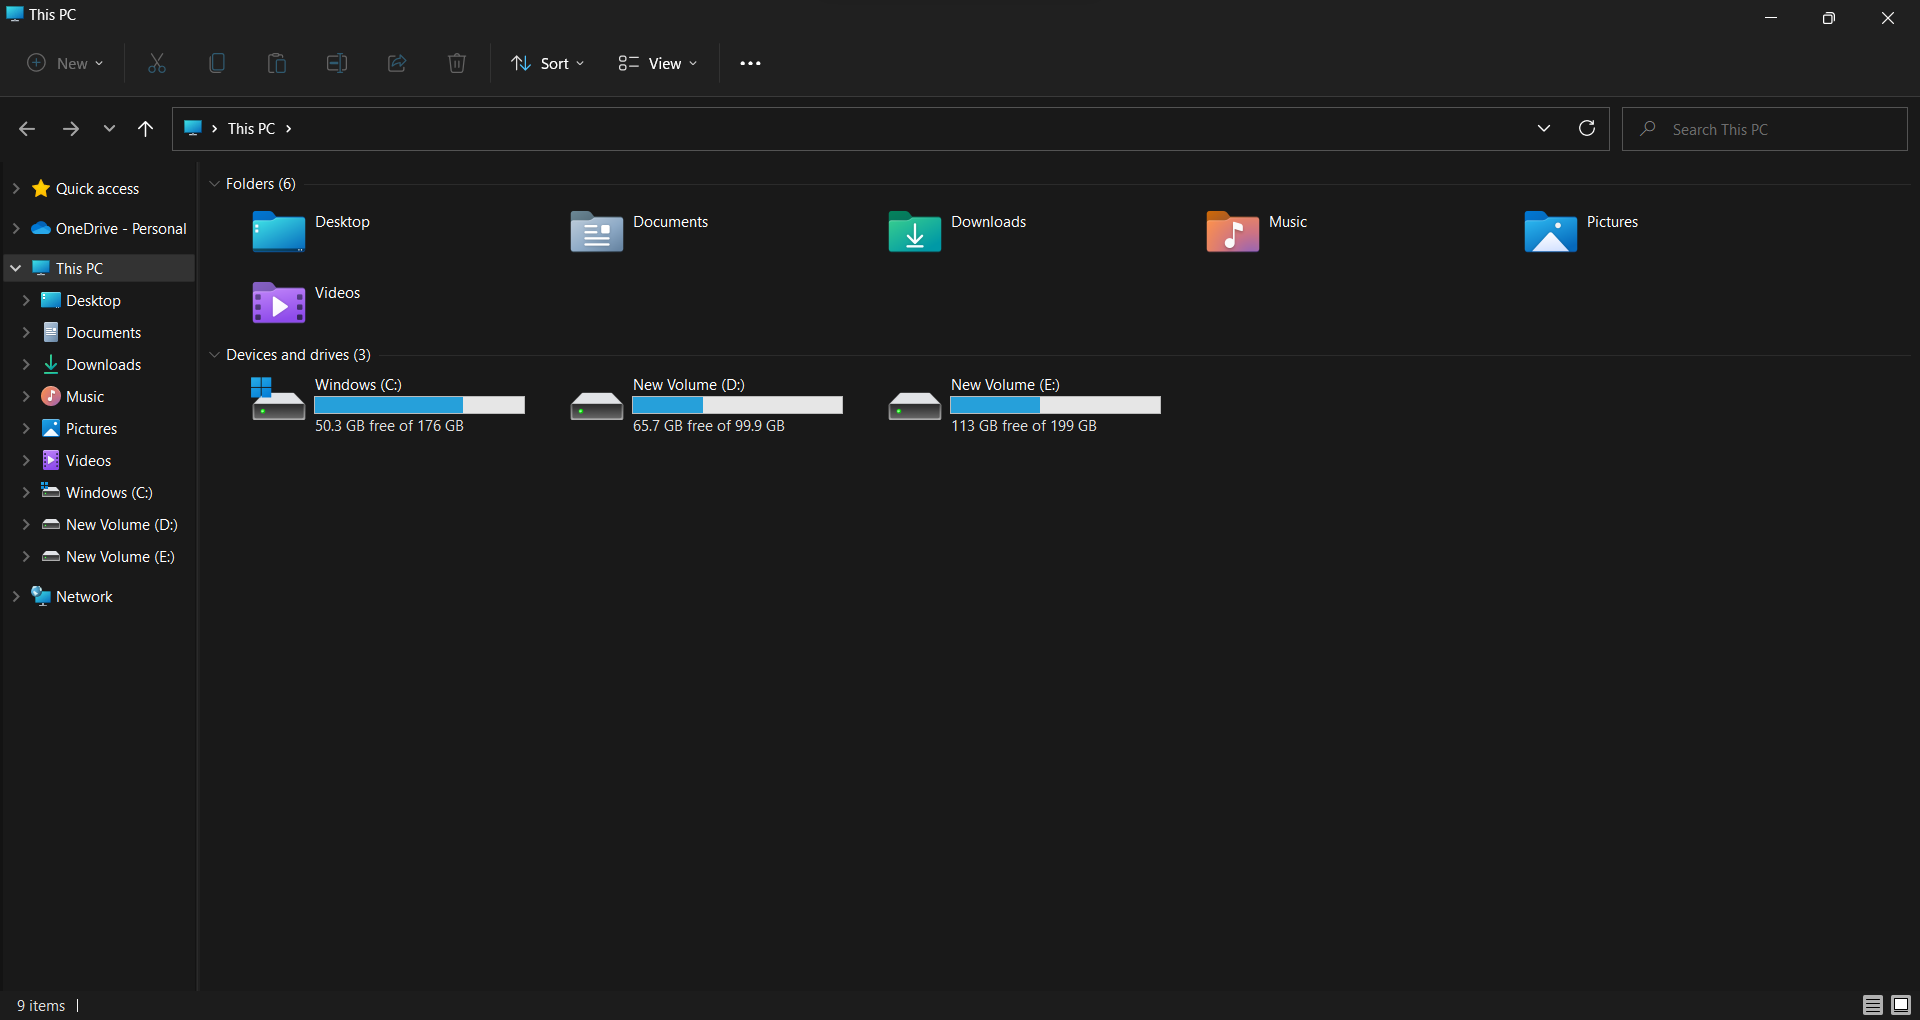 This PC
New
Sort
View
This PC
Search This PC
Quick access
OneDrive - Personal
This PC
Desktop
Documents
Downloads
Music
Pictures
Videos
Windows (C:)
New Volume (D:)
New Volume (E:)
Network
Folders (6)
Desktop
Documents
Downloads
Music
Pictures
Videos
Devices and drives (3)
Windows (C:)
50.3 GB free of 176 GB
New Volume (D:)
65.7 GB free of 99.9 GB
New Volume (E:)
113 GB free of 199 GB
9 items